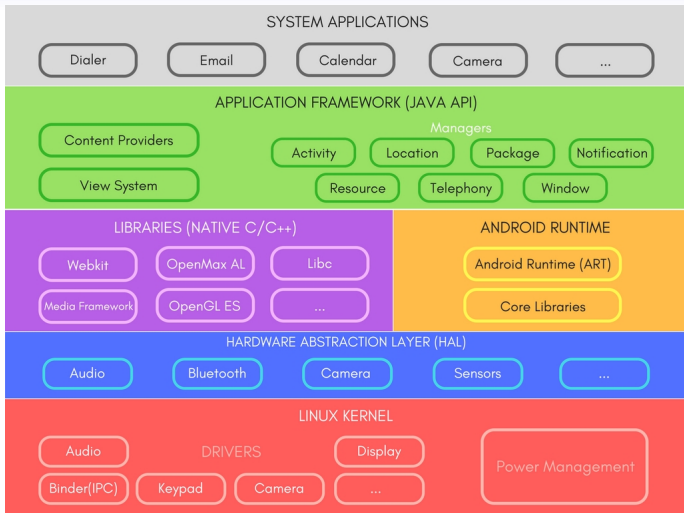 SYSTEM APPLICATIONS
Dialer
Email
Calendar
Camera
...
APPLICATION FRAMEWORK (JAVA API)
Content Providers
View System
Managers
Activity
Location
Package
Notification
Resource
Telephony
Window
LIBRARIES (NATIVE C/C++)
Webkit
OpenMax AL
Libc
Media Framework
OpenGL ES
...
ANDROID RUNTIME
Android Runtime (ART)
Core Libraries
HARDWARE ABSTRACTION LAYER (HAL)
Audio
Bluetooth
Camera
Sensors
...
LINUX KERNEL
Audio
DRIVERS
Display
Binder(IPC)
Keypad
Camera
...
Power Management